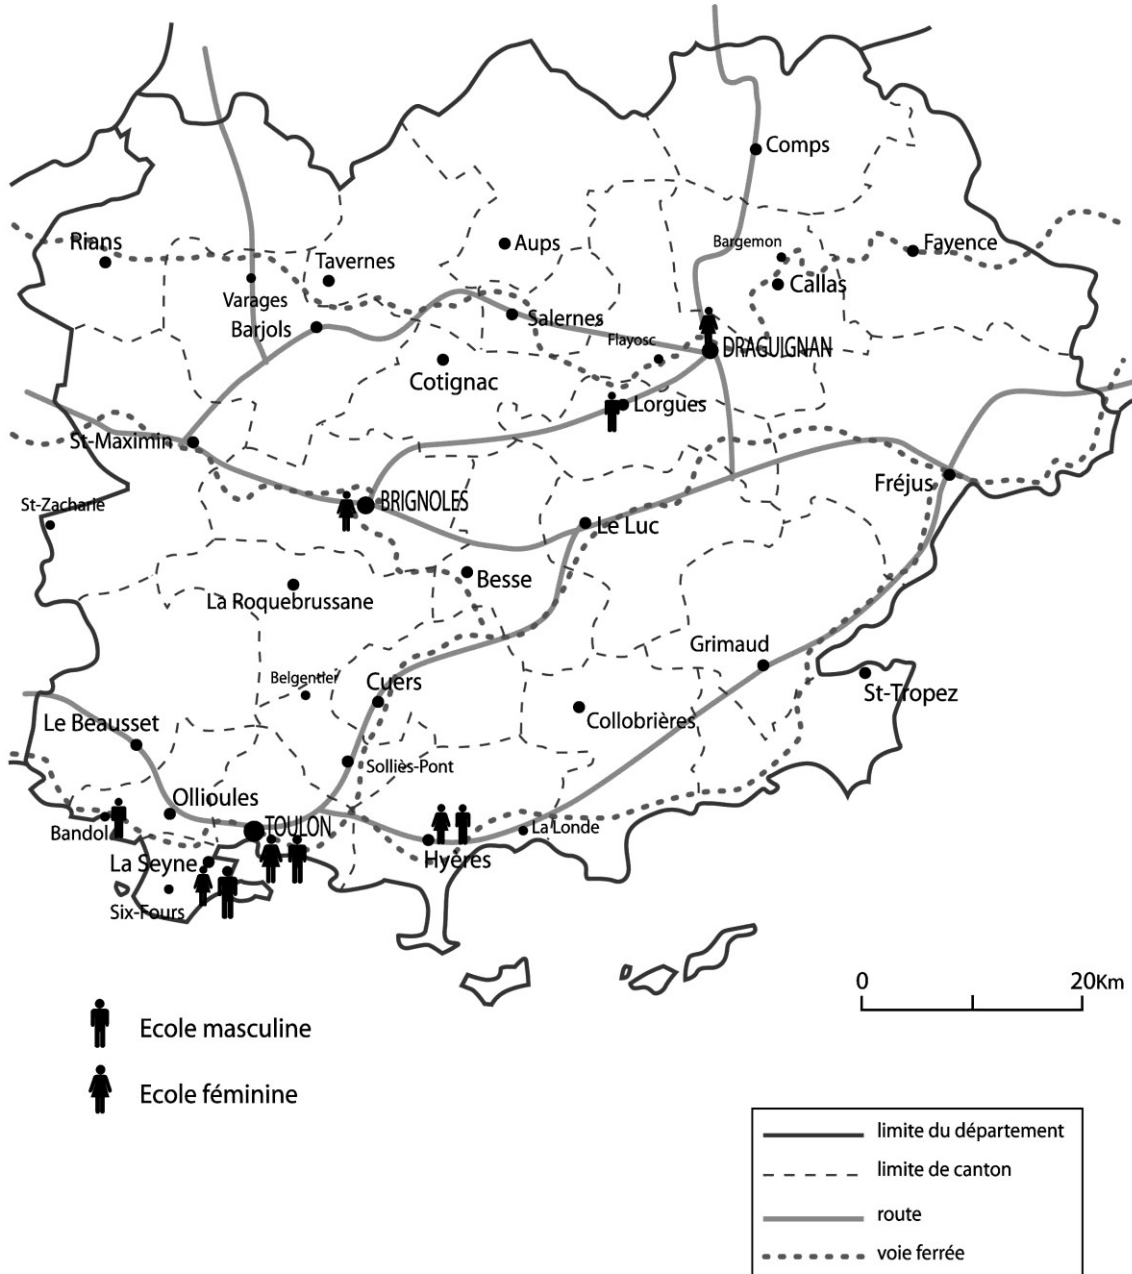 Comps
Rians
Aups
Bargemon
Fayence
Tavernes
Callas
Varages
Barjols
Salernes
Flayosc
DRAGUIGNAN
Cotignac
Lorgues
St-Maximin
Fréjus
St-Zacharie
BRIGNOLES
Le Luc
Besse
La Roquebrussane
Grimaud
Belgentier
Cuers
St-Tropez
Collobrières
Le Beausset
Solliès-Pont
Ollioules
TOULON
Bandol
La Londe
La Seyne
Hyères
Six-Fours
0 20Km
Ecole masculine
Ecole féminine
limite du département
limite de canton
route
voie ferrée